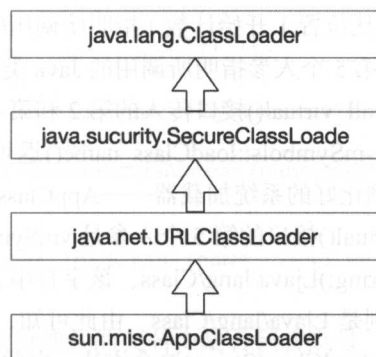 java.lang.ClassLoader
java.sucurity.SecureClassLoade
java.net.URLClassLoader
sun.misc.AppClassLoader